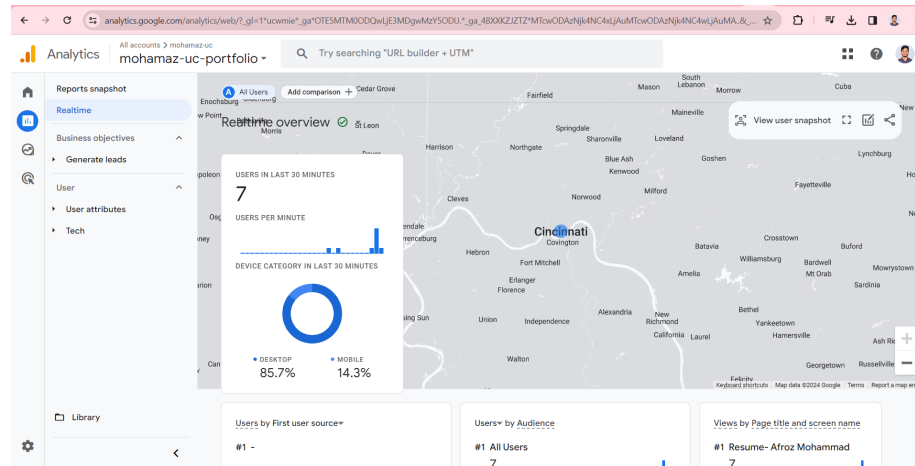 analytics.google.com/analytics/web/?_gl=1*ucwmie*_ga*OTE5MTM0ODQwLjE3MDgwMzY5ODU.*_ga_4BXXKZJZTZ*MTcwODAzNjk4NC4xLjAuMTcwODAzNjk4NC4wLjAuMA..&_...
Analytics
All accounts > mohamaz-uc
mohamaz-uc-portfolio
Try searching "URL builder + UTM"
Reports snapshot
Realtime
Business objectives
Generate leads
User
User attributes
Tech
Library
A All Users
Add comparison +
Realtime overview
View user snapshot
USERS IN LAST 30 MINUTES
7
USERS PER MINUTE
DEVICE CATEGORY IN LAST 30 MINUTES
DESKTOP
85.7%
MOBILE
14.3%
Cedar Grove
Enochsburg
Fairfield
Mason
South
Lebanon
Morrow
Cuba
w Point
Morris
St Leon
Maineville
Springdale
Sharonville
Loveland
Harrison
Northgate
Blue Ash
Goshen
Lynchburg
Kenwood
Cleves
Norwood
Milford
Fayetteville
Cincinnati
Covington
Hebron
Fort Mitchell
Batavia
Crosstown
Buford
Williamsburg
Bardwell
Mt Orab
Mowrystown
Erlanger
Florence
Amelia
Sardinia
Union
Independence
Alexandria
New
Richmond
Bethel
Yankeetown
California
Laurel
Hamersville
Walton
Georgetown
Russellville
Felicity
Keyboard shortcuts
Map data ©2024 Google
Terms
Report a map er
Users by First user source
#1 -
Users by Audience
#1 All Users
7
Views by Page title and screen name
#1 Resume- Afroz Mohammad
7